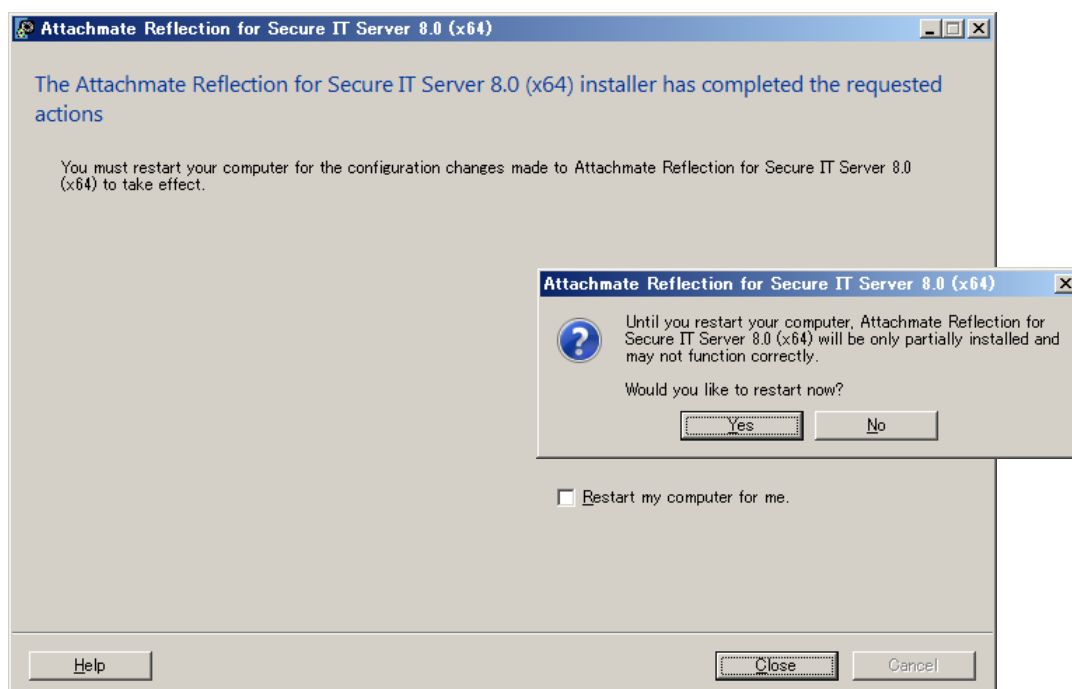 Attachmate Reflection for Secure IT Server 8.0 (x64)
The Attachmate Reflection for Secure IT Server 8.0 (x64) installer has completed the requested
actions
You must restart your computer for the configuration changes made to Attachmate Reflection for Secure IT Server 8.0
(x64) to take effect.
Attachmate Reflection for Secure IT Server 8.0 (x64)
Until you restart your computer, Attachmate Reflection for
Secure IT Server 8.0 (x64) will be only partially installed and
may not function correctly.
Would you like to restart now?
Yes
No
Restart my computer for me.
Help
Close
Cancel